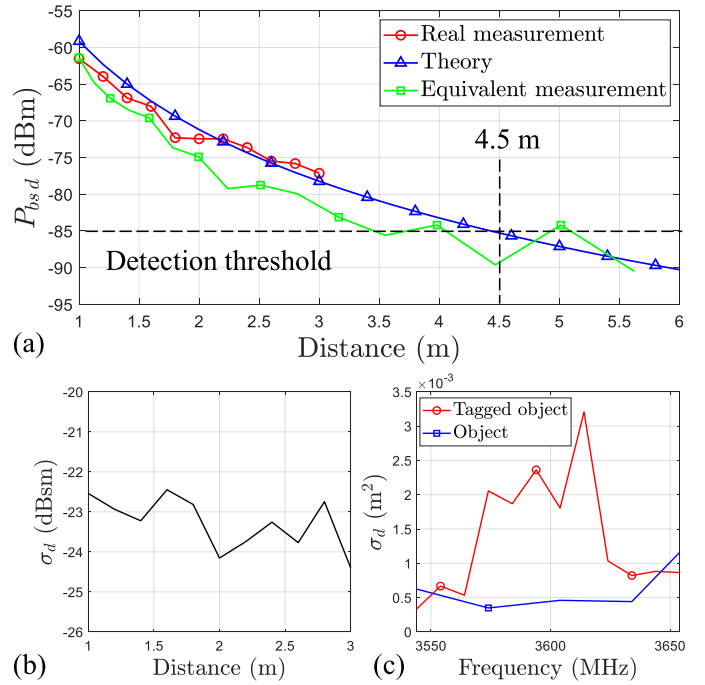 -55
-60
-65
-70
-75
-80
-85
-90
-95
P_{bs d} (dBm)
Real measurement
Theory
Equivalent measurement
4.5 m
Detection threshold
1 1.5 2 2.5 3 3.5 4 4.5 5 5.5 6
(a)
Distance (m)
-20
-21
-22
-23
-24
-25
-26
σ_d (dBsm)
1 1.5 2 2.5 3
(b)
Distance (m)
×10⁻³
3.5
3
2.5
2
1.5
1
0.5
0
σ_d (m²)
Tagged object
Object
3550 3600 3650
(c)
Frequency (MHz)